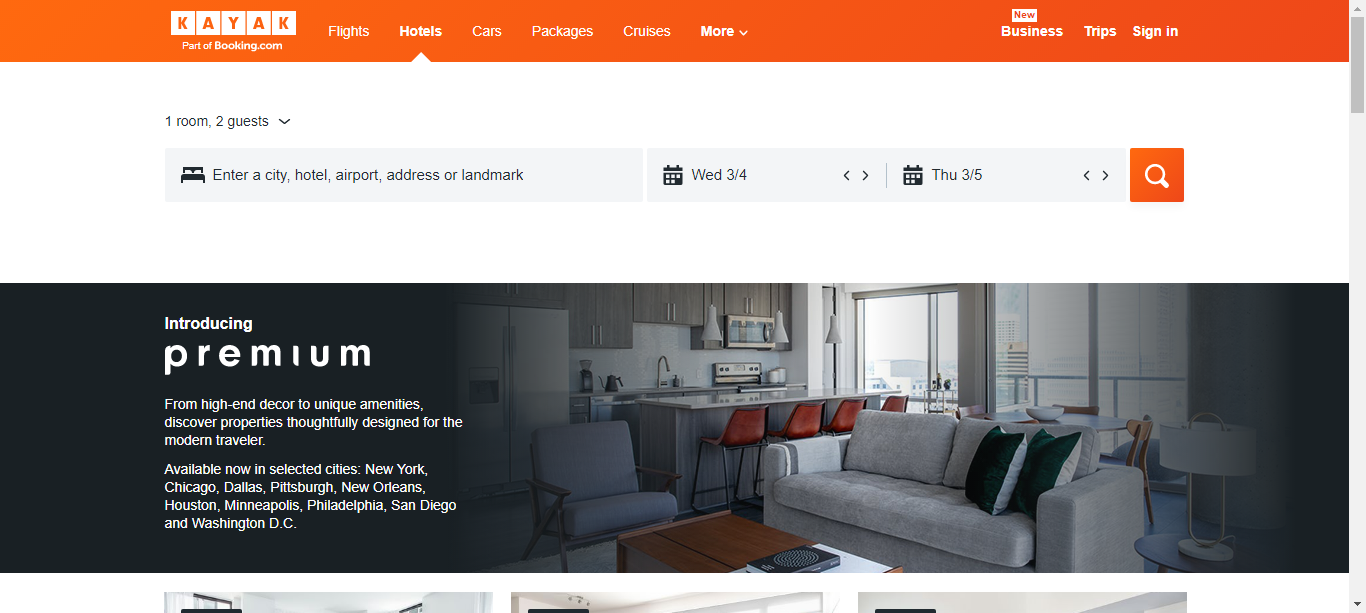 KAYAK
Part of Booking.com
Flights
Hotels
Cars
Packages
Cruises
More
New
Business
Trips
Sign in
1 room, 2 guests
Enter a city, hotel, airport, address or landmark
Wed 3/4
Thu 3/5
Introducing
premium
From high-end decor to unique amenities,
discover properties thoughtfully designed for the
modern traveler.
Available now in selected cities: New York,
Chicago, Dallas, Pittsburgh, New Orleans,
Houston, Minneapolis, Philadelphia, San Diego
and Washington D.C.